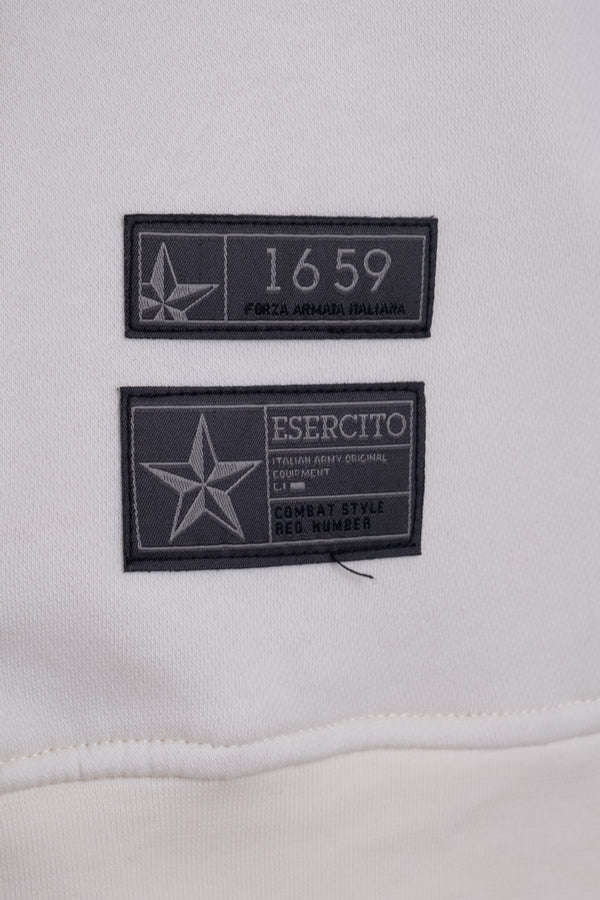 1659
FORZA ARMATA ITALIANA
ESERCITO
ITALIAN ARMY ORIGINAL
EQUIPMENT
E.I
COMBAT STYLE
REG. NUMBER